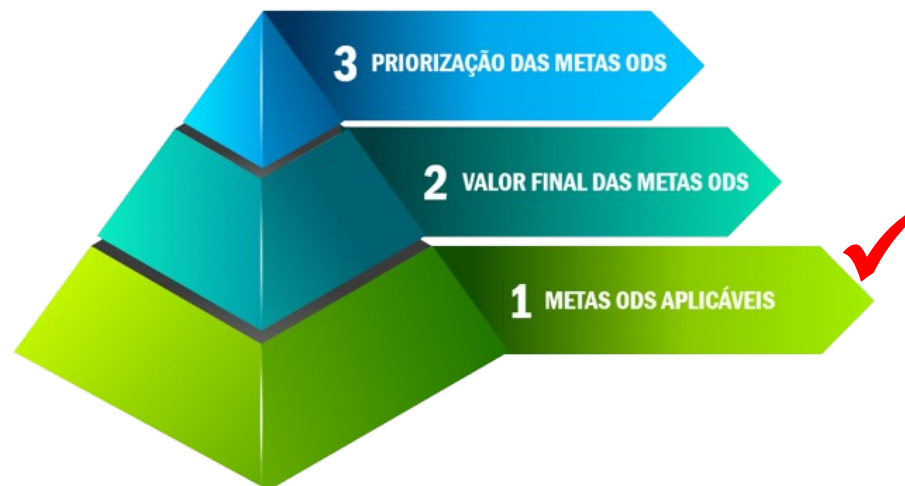 3 PRIORIZAÇÃO DAS METAS ODS
2 VALOR FINAL DAS METAS ODS
1 METAS ODS APLICÁVEIS